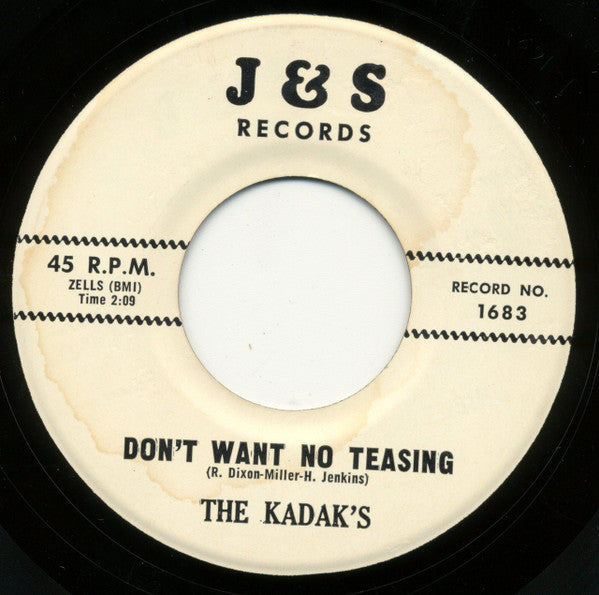 J & S
RECORDS
45 R.P.M.
ZELLS (BMI)
Time 2:09
RECORD NO.
1683
DON'T WANT NO TEASING
(R. Dixon-Miller-H. Jenkins)
THE KADAK'S